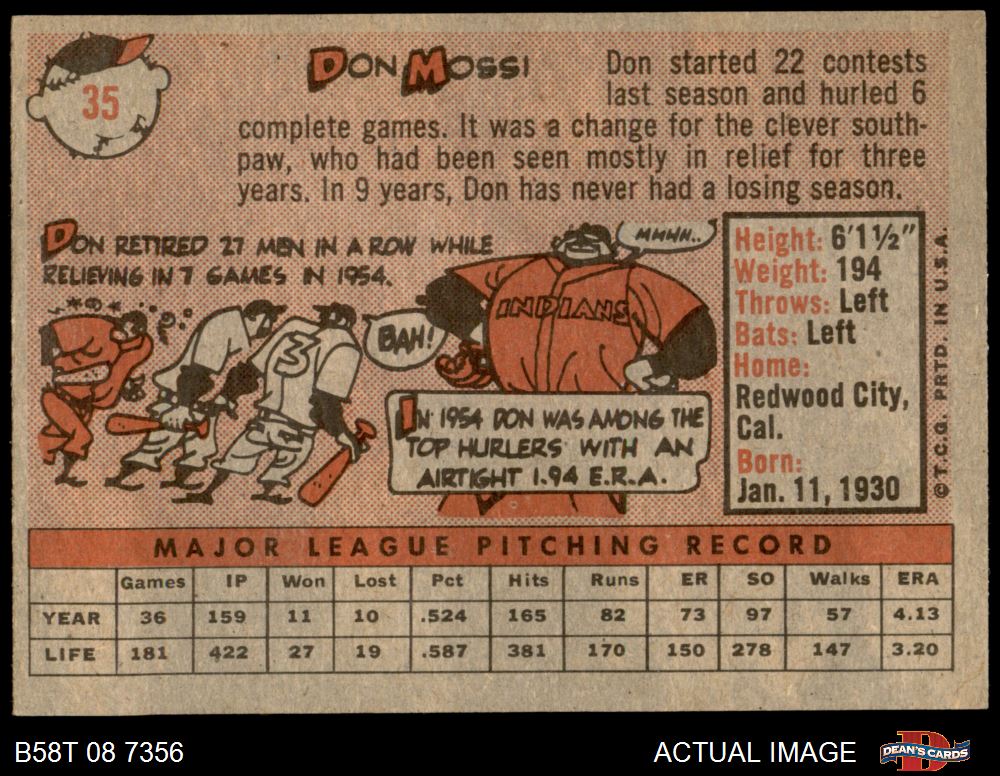 35
DON MOSSI
Don started 22 contests
last season and hurled 6
complete games. It was a change for the clever south-
paw, who had been seen mostly in relief for three
years. In 9 years, Don has never had a losing season.
DON RETIRED 27 MEN IN A ROW WHILE
RELIEVING IN 7 GAMES IN 1954.
MMMM..
INDIANS
BAH!
3
IN 1954 DON WAS AMONG THE
TOP HURLERS WITH AN
AIRTIGHT 1.94 E.R.A.
Height: 6'1½"
Weight: 194
Throws: Left
Bats: Left
Home:
Redwood City,
Cal.
Born:
Jan. 11, 1930
© T.C.G. PRTD. IN U.S.A.
MAJOR LEAGUE PITCHING RECORD
Games IP Won Lost Pct Hits Runs ER SO Walks ERA
YEAR 36 159 11 10 .524 165 82 73 97 57 4.13
LIFE 181 422 27 19 .587 381 170 150 278 147 3.20
B58T 08 7356
ACTUAL IMAGE
D
DEAN'S CARDS